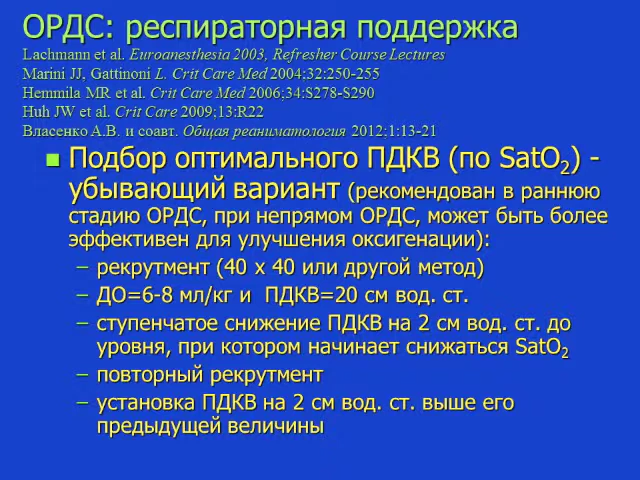 ОРДС: респираторная поддержка
Lachmann et al. Euroanesthesia 2003, Refresher Course Lectures
Marini JJ, Gattinoni L. Crit Care Med 2004;32:250-255
Hemmila MR et al. Crit Care Med 2006;34:S278-S290
Huh JW et al. Crit Care 2009;13:R22
Власенко А.В. и соавт. Общая реаниматология 2012;1:13-21
■ Подбор оптимального ПДКВ (по SatO₂) -
убывающий вариант (рекомендован в раннюю
стадию ОРДС, при непрямом ОРДС, может быть более
эффективен для улучшения оксигенации):
– рекрутмент (40 х 40 или другой метод)
– ДО=6-8 мл/кг и ПДКВ=20 см вод. ст.
– ступенчатое снижение ПДКВ на 2 см вод. ст. до
уровня, при котором начинает снижаться SatO₂
– повторный рекрутмент
– установка ПДКВ на 2 см вод. ст. выше его
предыдущей величины